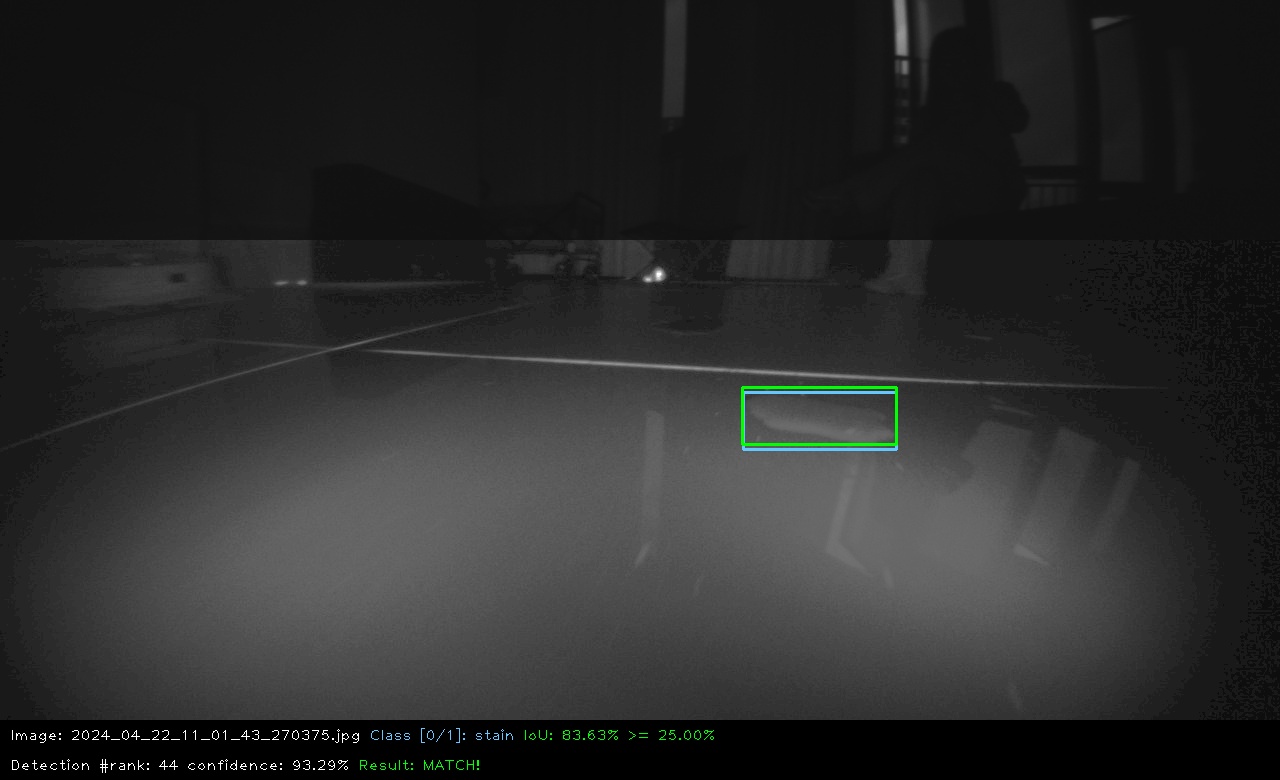 Image: 2024_04_22_11_01_43_270375.jpg Class [0/1]: stain IoU: 83.63% >= 25.00%
Detection #rank: 44 confidence: 93.29% Result: MATCH!